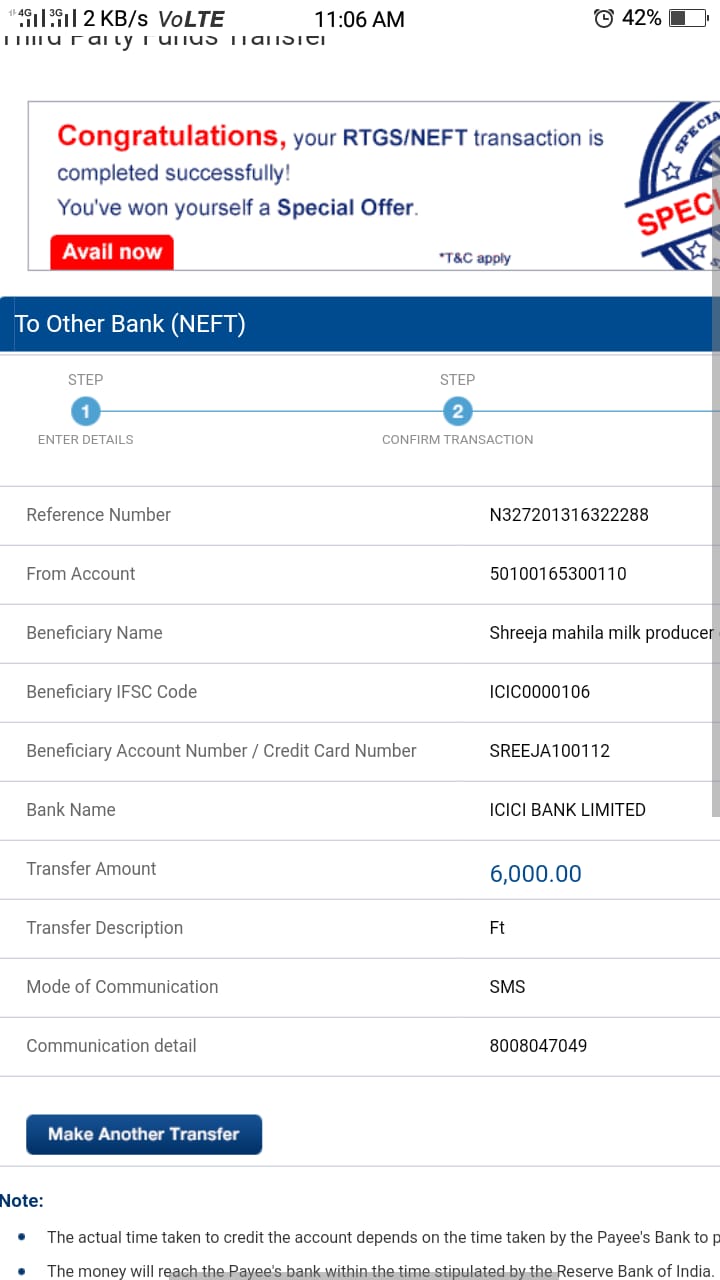 4G 3G 2 KB/s VoLTE 11:06 AM 42%
Third Party Funds Transfer
Congratulations, your RTGS/NEFT transaction is
completed successfully!
You've won yourself a Special Offer.
Avail now
*T&C apply
SPECIA
SPECI
To Other Bank (NEFT)
STEP STEP
1 2
ENTER DETAILS CONFIRM TRANSACTION
Reference Number N327201316322288
From Account 50100165300110
Beneficiary Name Shreeja mahila milk producer
Beneficiary IFSC Code ICIC0000106
Beneficiary Account Number / Credit Card Number SREEJA100112
Bank Name ICICI BANK LIMITED
Transfer Amount 6,000.00
Transfer Description Ft
Mode of Communication SMS
Communication detail 8008047049
Make Another Transfer
Note:
• The actual time taken to credit the account depends on the time taken by the Payee's Bank to p
• The money will reach the Payee's bank within the time stipulated by the Reserve Bank of India.